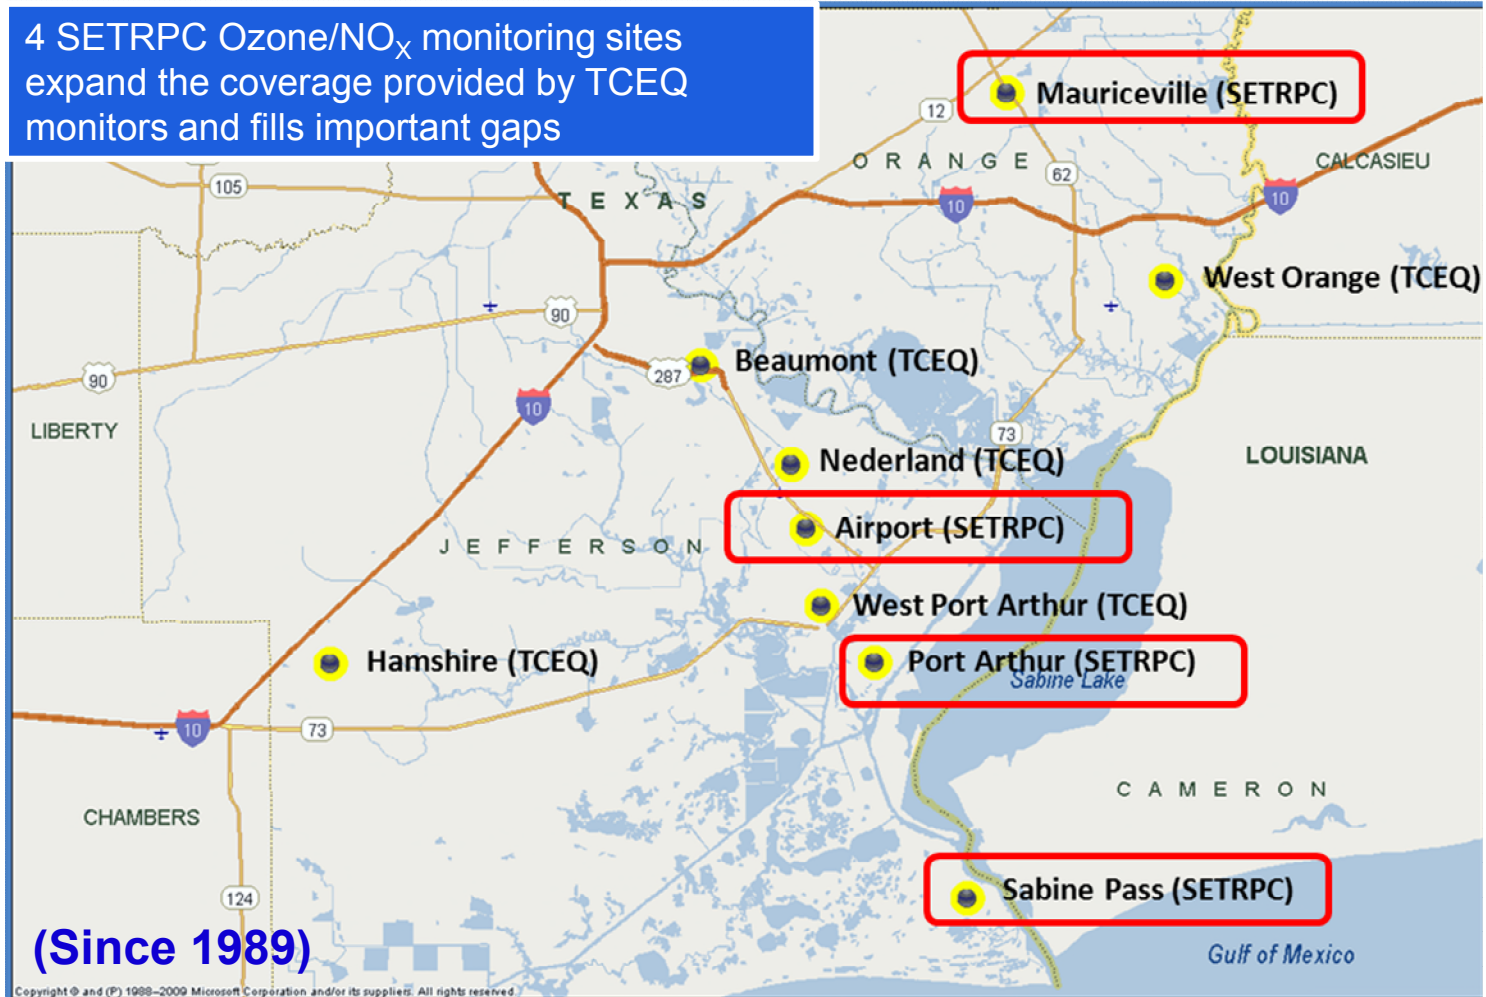 4 SETRPC Ozone/NOX monitoring sites
expand the coverage provided by TCEQ
monitors and fills important gaps
Mauriceville (SETRPC)
12
ORANGE
CALCASIEU
62
105
TEXAS
10
10
West Orange (TCEQ)
90
Beaumont (TCEQ)
287
90
10
LIBERTY
73
LOUISIANA
Nederland (TCEQ)
Airport (SETRPC)
JEFFERSON
West Port Arthur (TCEQ)
Hamshire (TCEQ)
Port Arthur (SETRPC)
Sabine Lake
10
73
CAMERON
CHAMBERS
Sabine Pass (SETRPC)
124
(Since 1989)
Gulf of Mexico
Copyright © and (P) 1988–2009 Microsoft Corporation and/or its suppliers. All rights reserved.